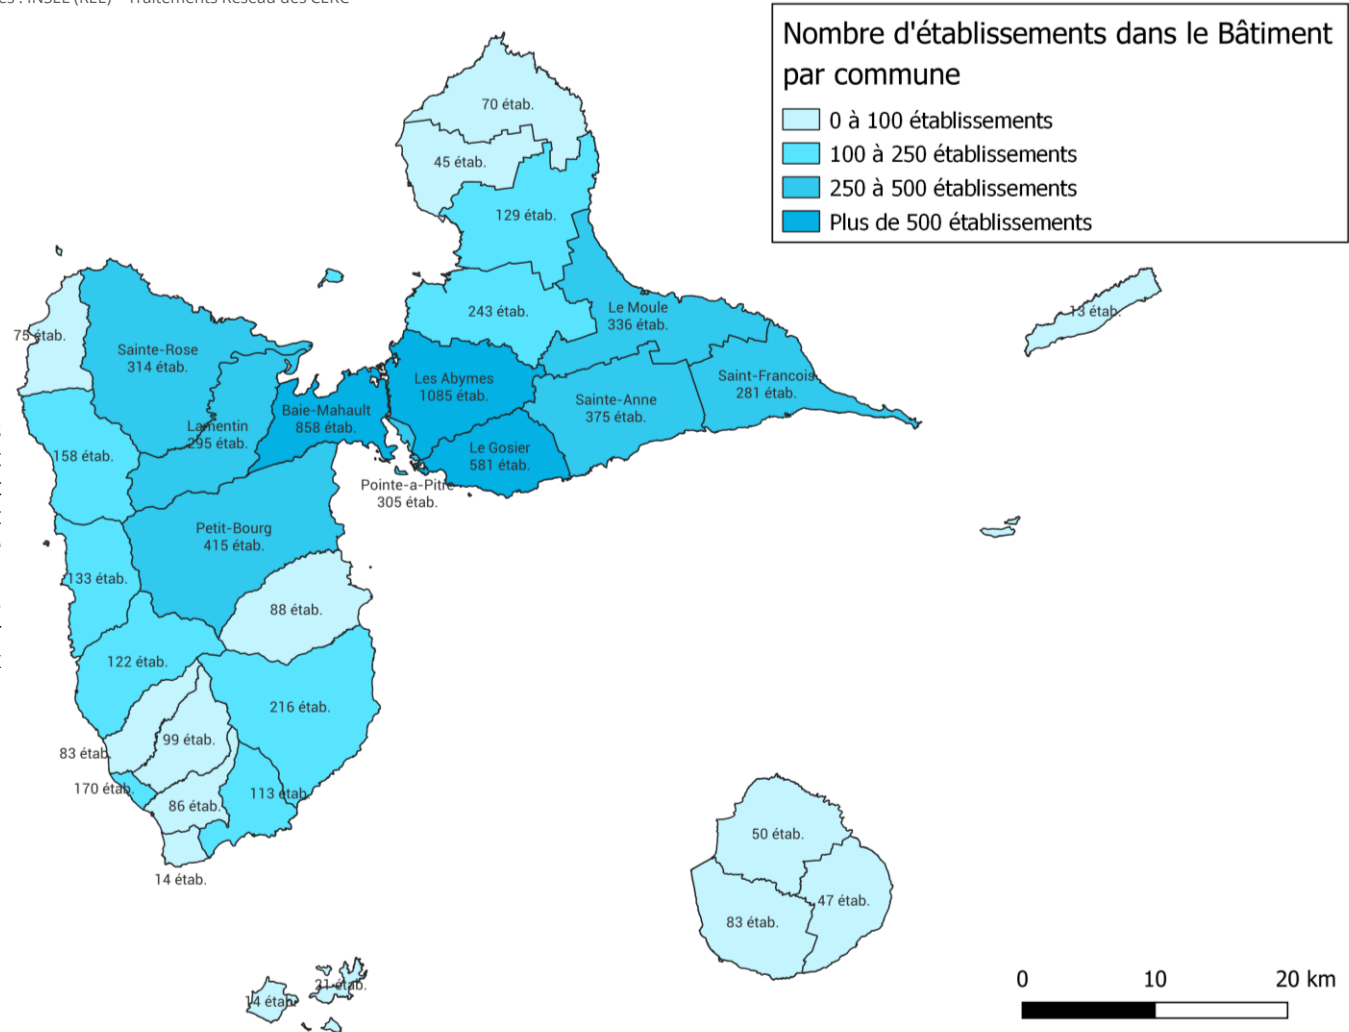 Nombre d'établissements dans le Bâtiment
par commune
0 à 100 établissements
100 à 250 établissements
250 à 500 établissements
Plus de 500 établissements
70 étab.
45 étab.
129 étab.
243 étab.
Le Moule
336 étab.
13 étab.
75 étab.
Sainte-Rose
314 étab.
Les Abymes
1085 étab.
Saint-François
281 étab.
Sainte-Anne
375 étab.
Baie-Mahault
858 étab.
Lamentin
295 étab.
Le Gosier
581 étab.
158 étab.
Pointe-a-Pitre
305 étab.
Petit-Bourg
415 étab.
133 étab.
88 étab.
122 étab.
216 étab.
99 étab.
83 étab.
170 étab.
113 étab.
86 étab.
14 étab.
50 étab.
47 étab.
83 étab.
21 étab.
14 étab.
0 10 20 km